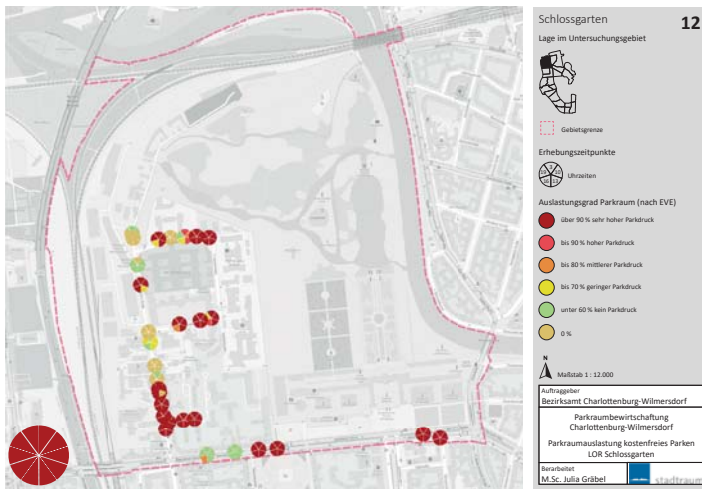 Schlossgarten
12
Lage im Untersuchungsgebiet
Gebietsgrenze
Erhebungszeitpunkte
Uhrzeiten
Auslastungsgrad Parkraum (nach EVE)
über 90 % sehr hoher Parkdruck
bis 90 % hoher Parkdruck
bis 80 % mittlerer Parkdruck
bis 70 % geringer Parkdruck
unter 60 % kein Parkdruck
0 %
N
Maßstab 1 : 12.000
Auftraggeber
Bezirksamt Charlottenburg-Wilmersdorf
Parkraumbewirtschaftung
Charlottenburg-Wilmersdorf
Parkraumauslastung kostenfreies Parken
LOR Schlossgarten
Berarbeitet
M.Sc. Julia Gräbel
stadtraum